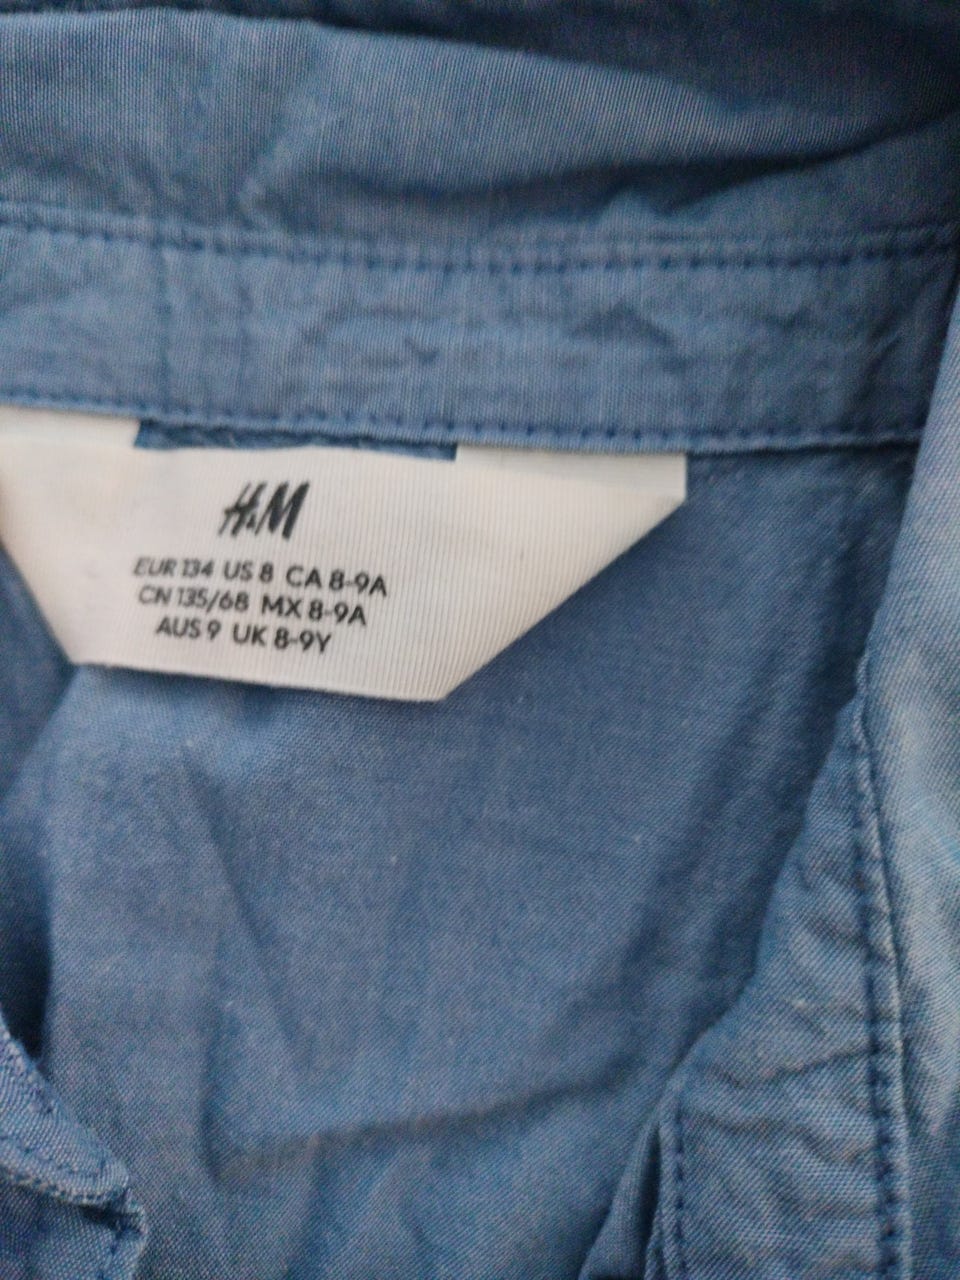 H&M
EUR 134 US 8 CA 8-9A
CN 135/68 MX 8-9A
AUS 9 UK 8-9Y